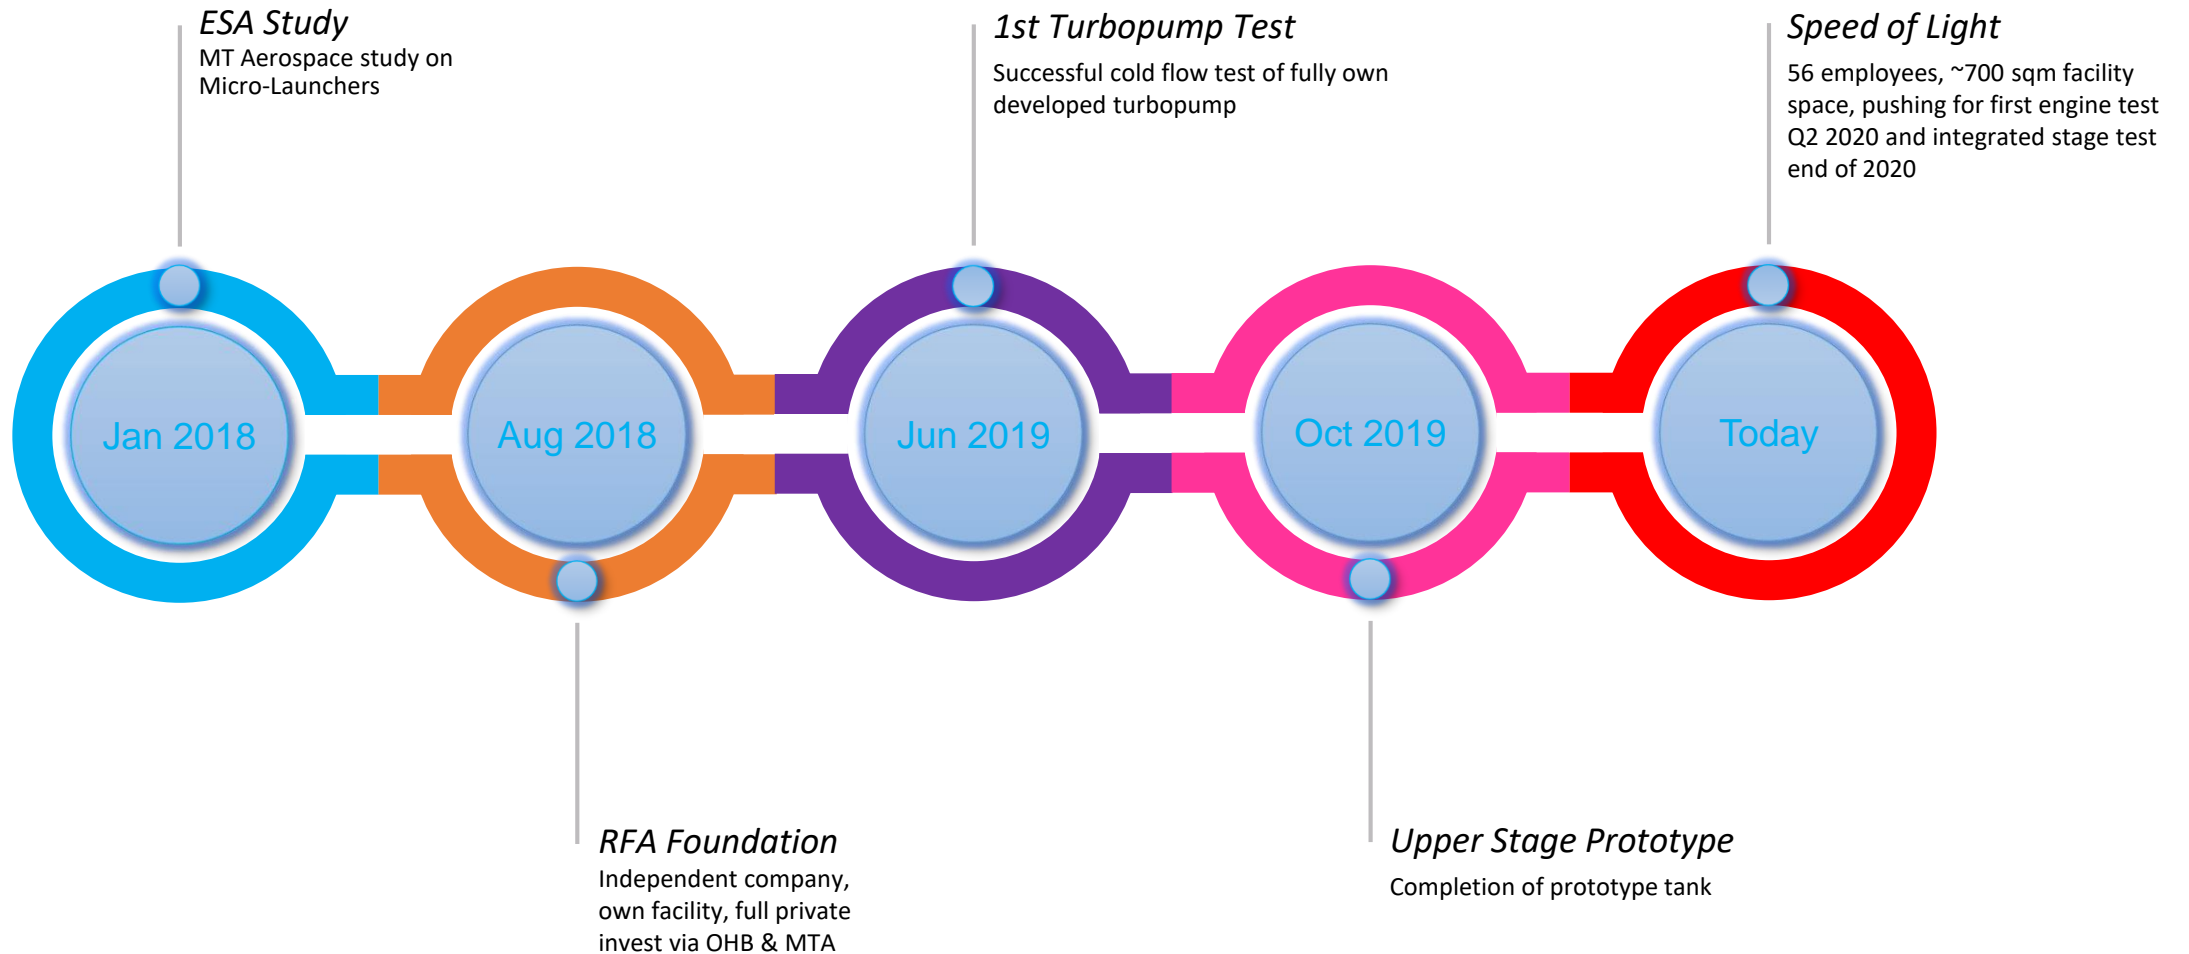 ESA Study
MT Aerospace study on
Micro-Launchers
1st Turbopump Test
Successful cold flow test of fully own
developed turbopump
Speed of Light
56 employees, ~700 sqm facility
space, pushing for first engine test
Q2 2020 and integrated stage test
end of 2020
Jan 2018
Aug 2018
Jun 2019
Oct 2019
Today
RFA Foundation
Independent company,
own facility, full private
invest via OHB & MTA
Upper Stage Prototype
Completion of prototype tank